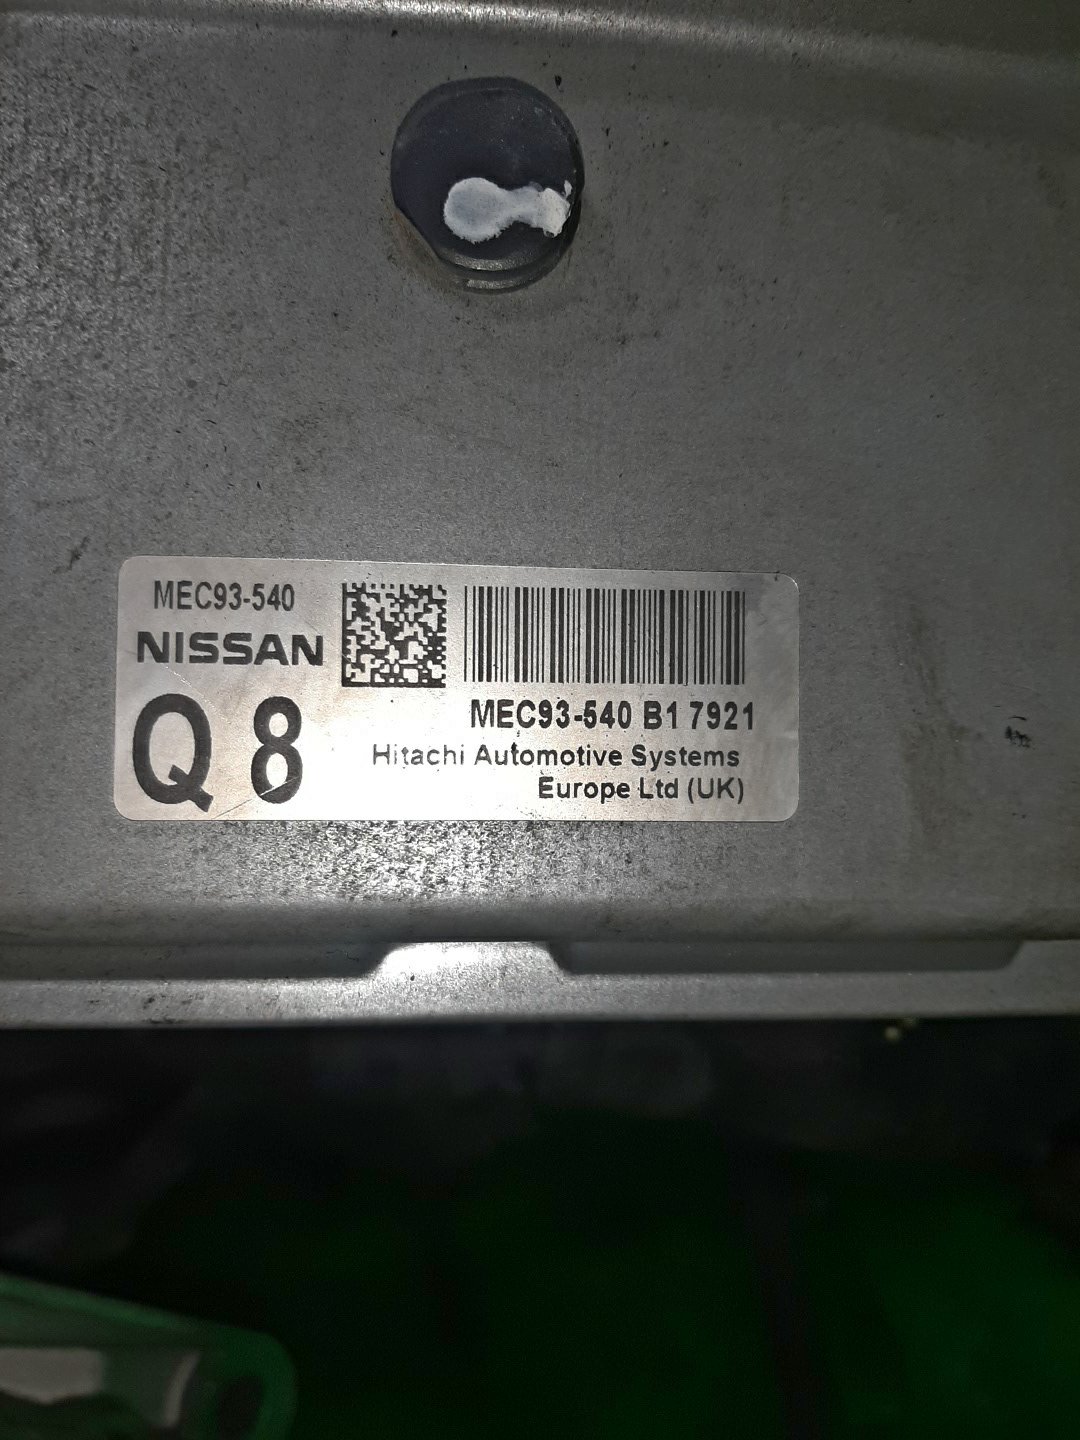 MEC93-540
NISSAN
Q 8
MEC93-540 B1 7921
Hitachi Automotive Systems
Europe Ltd (UK)